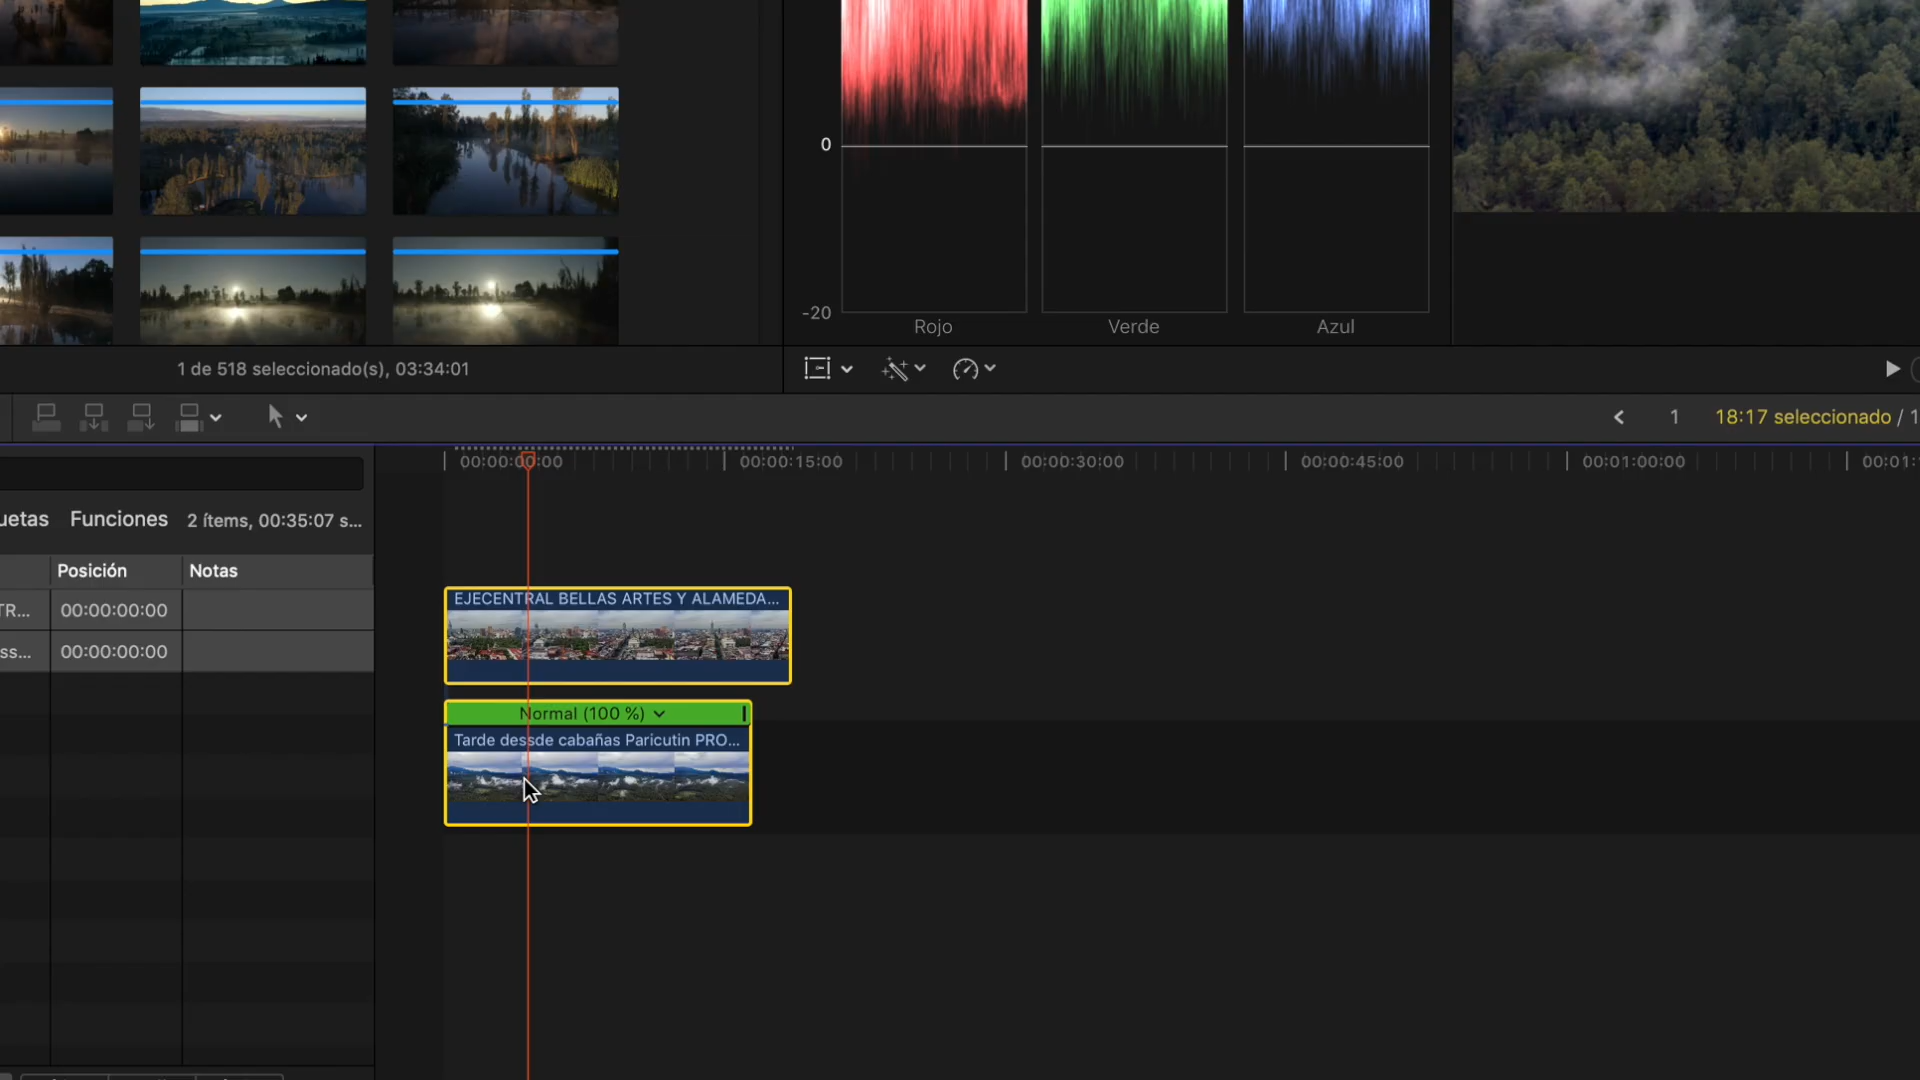 0
-20
Rojo
Verde
Azul
1 de 518 seleccionado(s), 03:34:01
1
18:17 seleccionado / 1
00:00:00:00
00:00:15:00
00:00:30:00
00:00:45:00
00:01:00:00
00:01:
uetas
Funciones
2 ítems, 00:35:07 s...
Posición
Notas
TR...
00:00:00:00
ss...
00:00:00:00
EJECENTRAL BELLAS ARTES Y ALAMEDA...
Normal (100 %)
Tarde dessde cabañas Paricutin PRO...